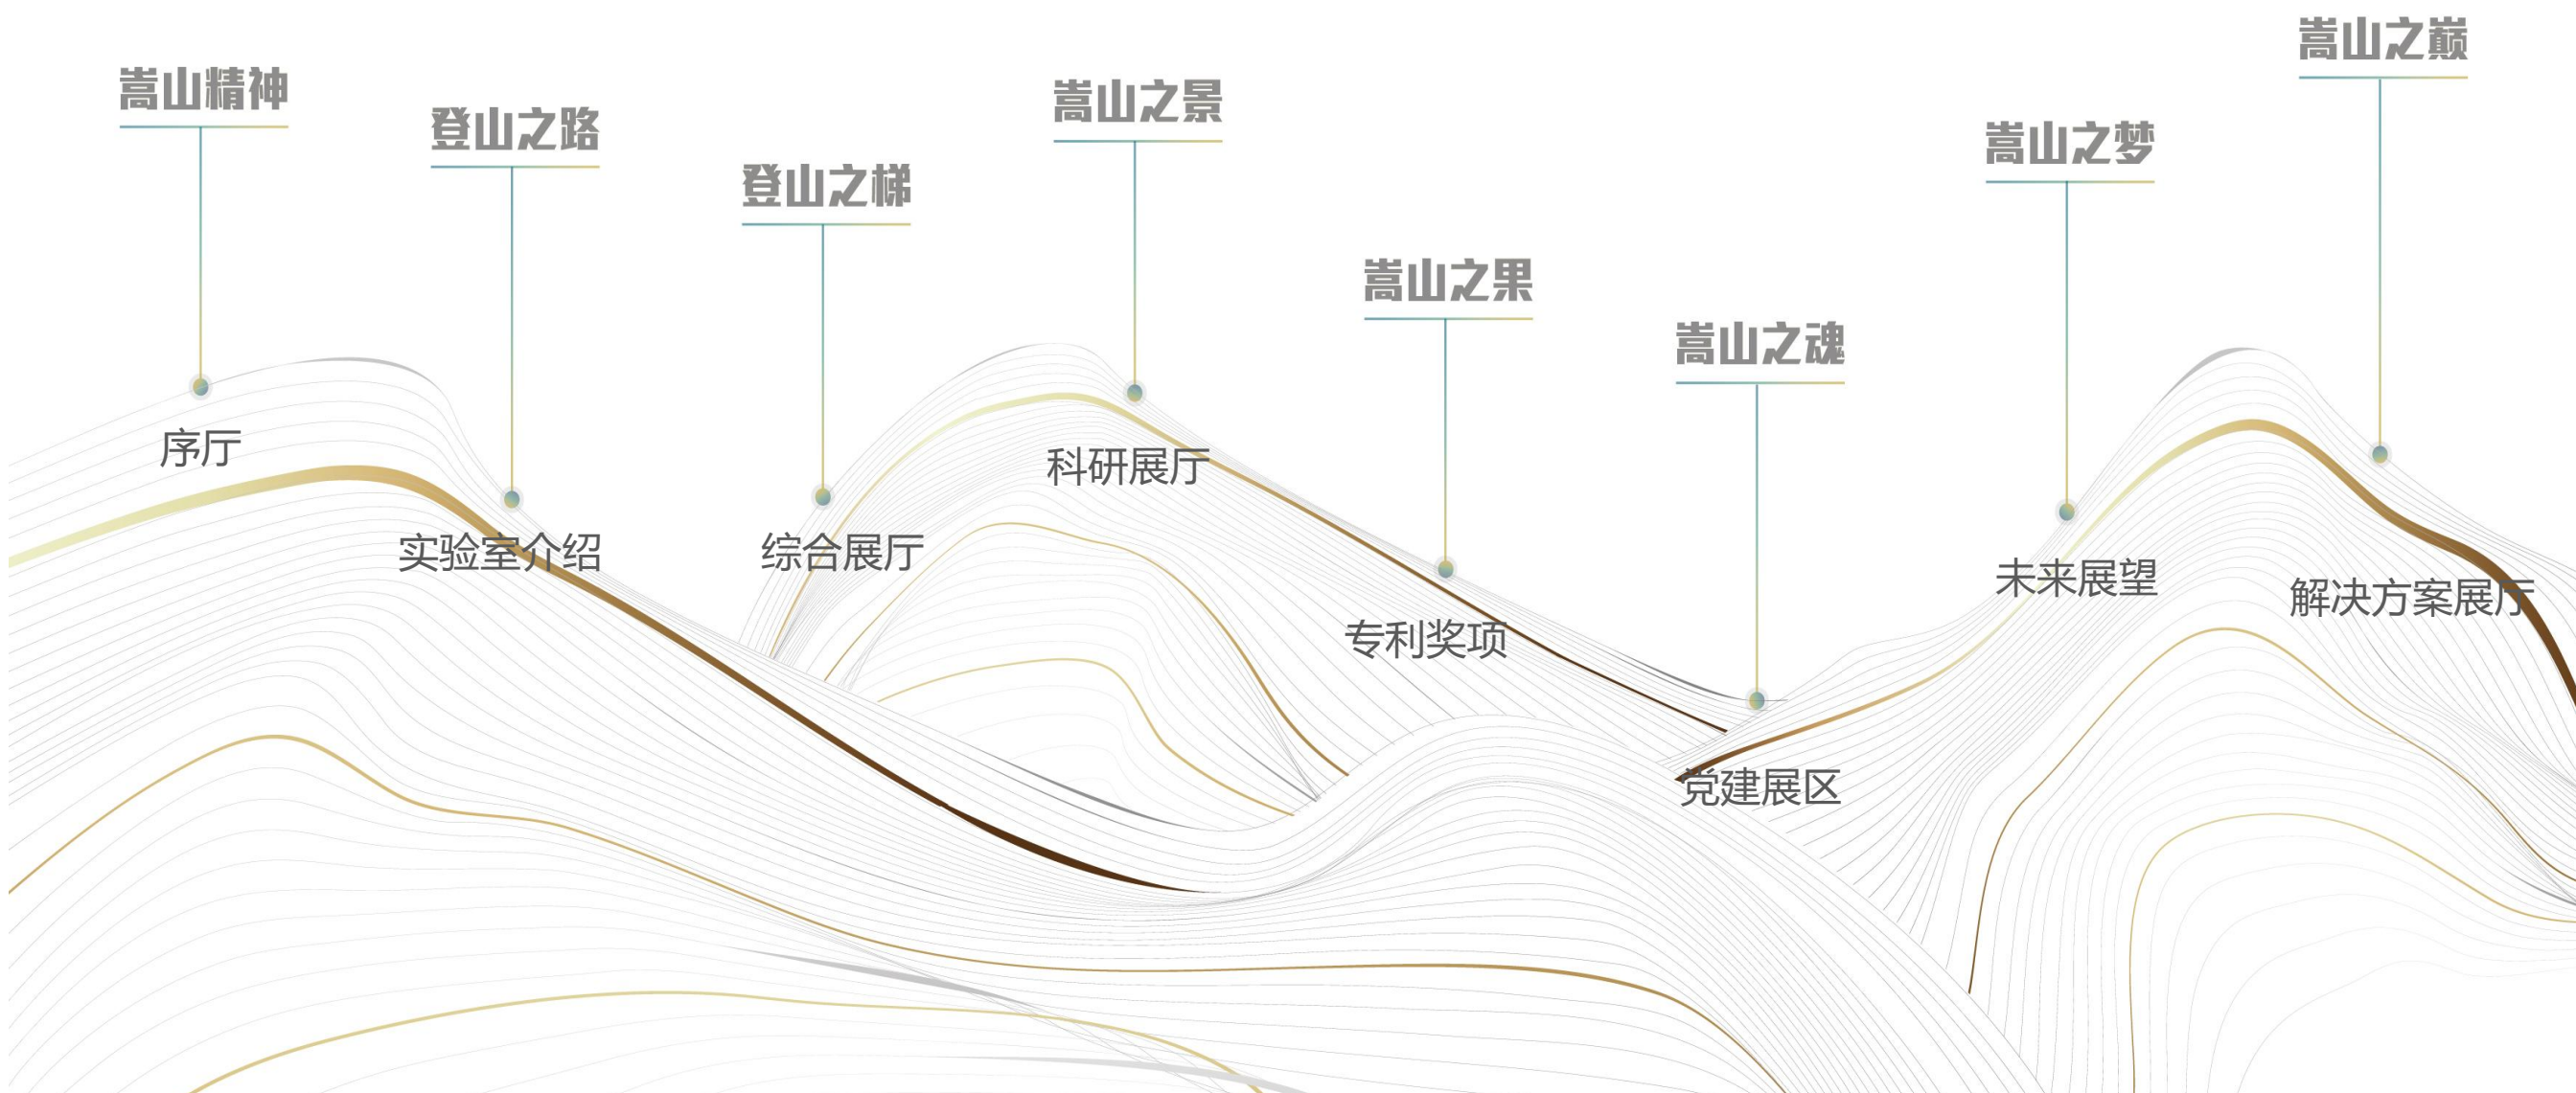 嵩山精神
序厅
登山之路
实验室介绍
登山之梯
综合展厅
嵩山之景
科研展厅
嵩山之果
专利奖项
嵩山之魂
党建展区
嵩山之梦
未来展望
嵩山之巅
解决方案展厅